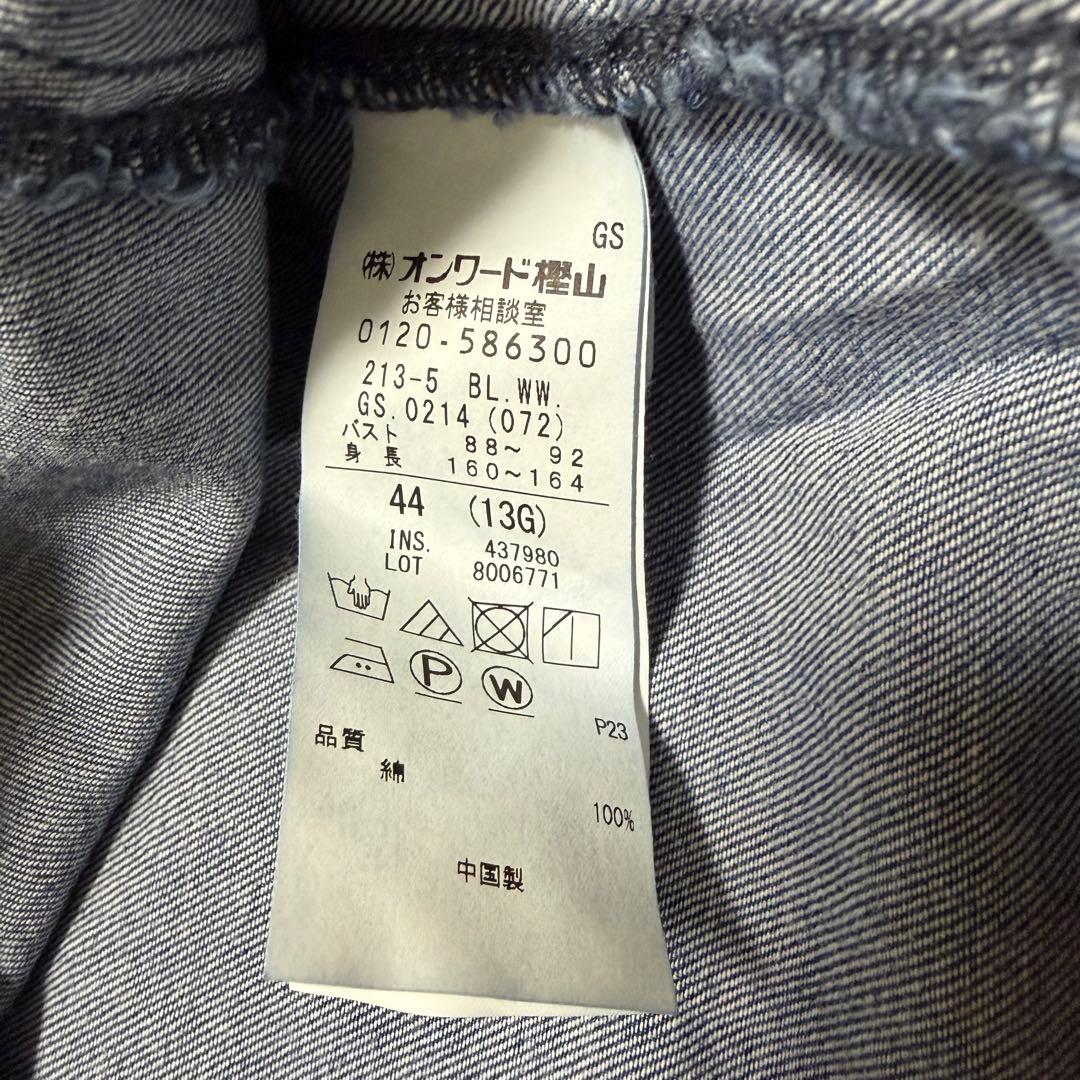 GS
(株)オンワード樫山
お客様相談室
0120-586300
213-5 BL.WW.
GS.0214 (072)
バスト 88~ 92
身 長 160~164
44 (13G)
INS. 437980
LOT 8006771
P W
P23
品質
綿
100%
中国製